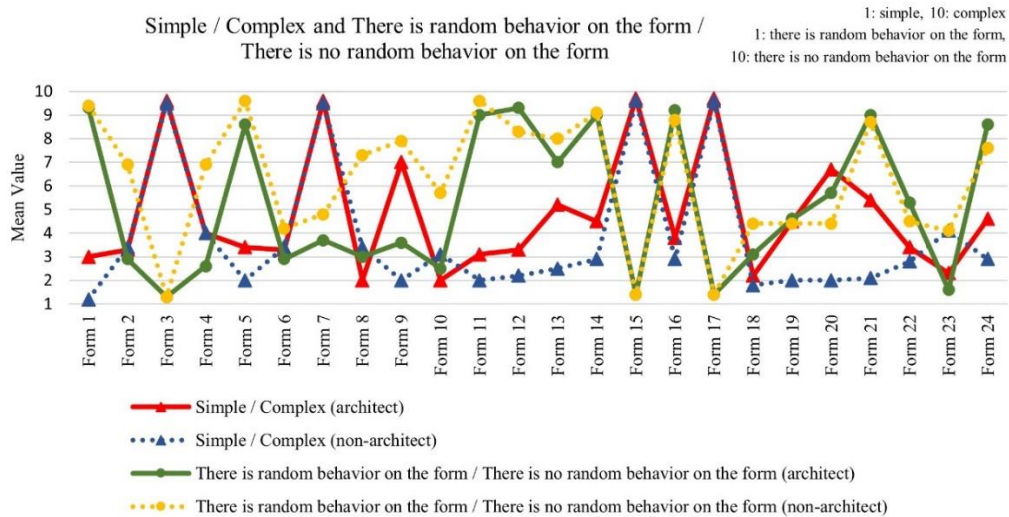 Simple / Complex and There is random behavior on the form /
There is no random behavior on the form
1: simple, 10: complex
1: there is random behavior on the form,
10: there is no random behavior on the form
Mean Value
10
9
8
7
6
5
4
3
2
1
Form 1
Form 2
Form 3
Form 4
Form 5
Form 6
Form 7
Form 8
Form 9
Form 10
Form 11
Form 12
Form 13
Form 14
Form 15
Form 16
Form 17
Form 18
Form 19
Form 20
Form 21
Form 22
Form 23
Form 24
Simple / Complex (architect)
Simple / Complex (non-architect)
There is random behavior on the form / There is no random behavior on the form (architect)
There is random behavior on the form / There is no random behavior on the form (non-architect)